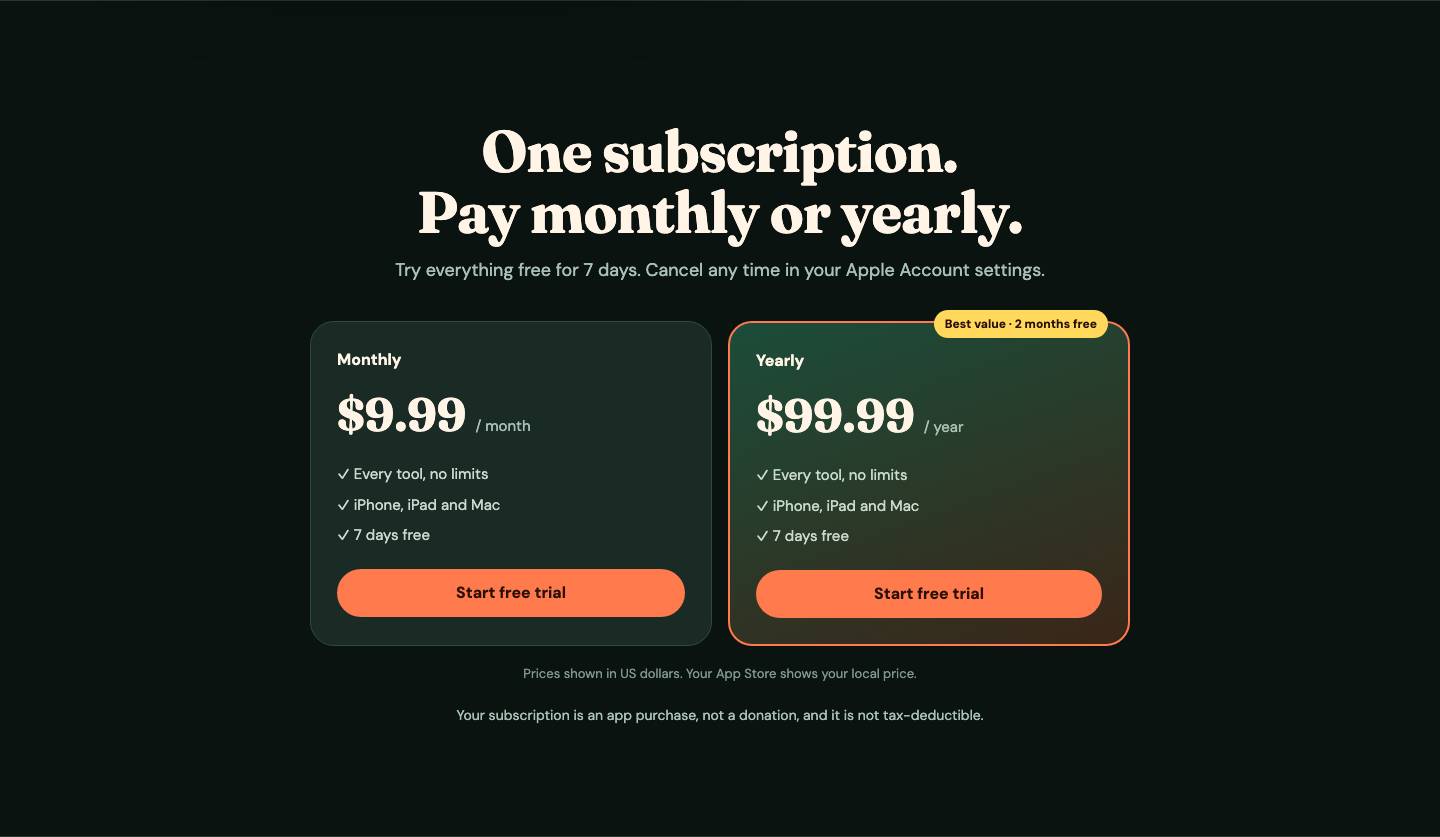 One subscription.
Pay monthly or yearly.
Try everything free for 7 days. Cancel any time in your Apple Account settings.
Monthly
$9.99 / month
✓ Every tool, no limits
✓ iPhone, iPad and Mac
✓ 7 days free
Start free trial
Best value · 2 months free
Yearly
$99.99 / year
✓ Every tool, no limits
✓ iPhone, iPad and Mac
✓ 7 days free
Start free trial
Prices shown in US dollars. Your App Store shows your local price.
Your subscription is an app purchase, not a donation, and it is not tax-deductible.